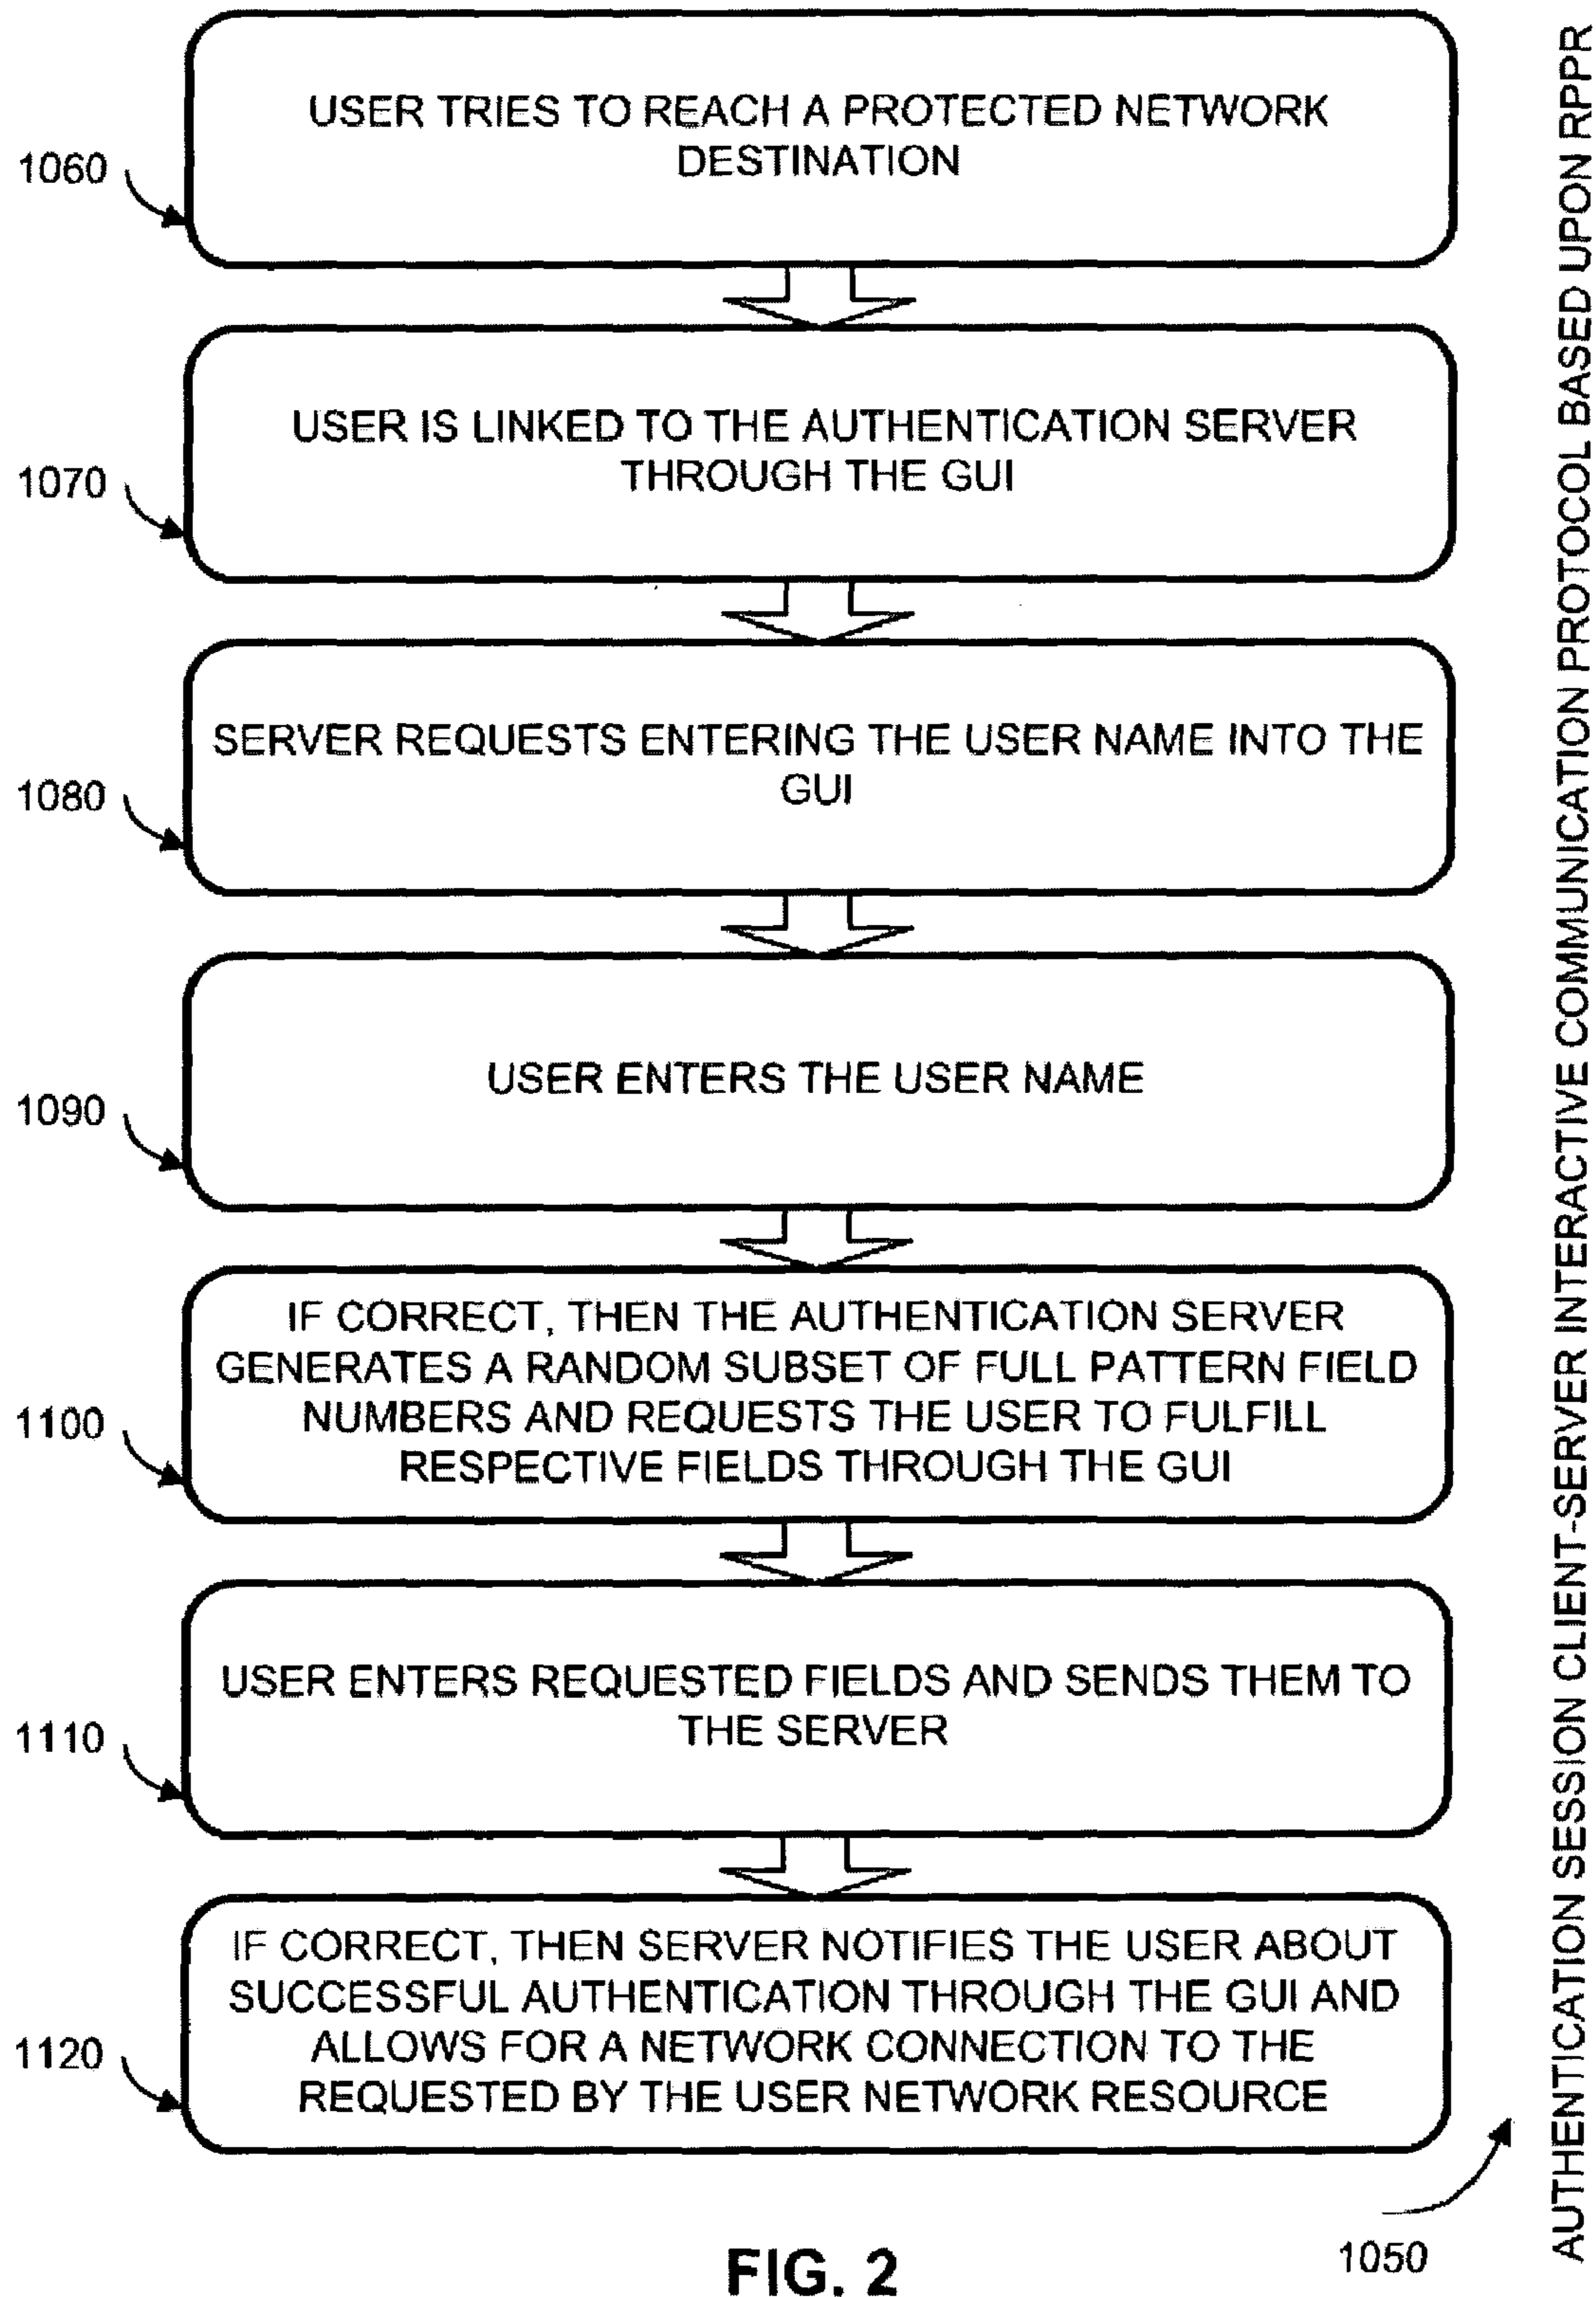 USER TRIES TO REACH A PROTECTED NETWORK
DESTINATION
1060
USER IS LINKED TO THE AUTHENTICATION SERVER
THROUGH THE GUI
1070
SERVER REQUESTS ENTERING THE USER NAME INTO THE
GUI
1080
USER ENTERS THE USER NAME
1090
IF CORRECT, THEN THE AUTHENTICATION SERVER
GENERATES A RANDOM SUBSET OF FULL PATTERN FIELD
NUMBERS AND REQUESTS THE USER TO FULFILL
RESPECTIVE FIELDS THROUGH THE GUI
1100
USER ENTERS REQUESTED FIELDS AND SENDS THEM TO
THE SERVER
1110
IF CORRECT, THEN SERVER NOTIFIES THE USER ABOUT
SUCCESSFUL AUTHENTICATION THROUGH THE GUI AND
ALLOWS FOR A NETWORK CONNECTION TO THE
REQUESTED BY THE USER NETWORK RESOURCE
1120
AUTHENTICATION SESSION CLIENT-SERVER INTERACTIVE COMMUNICATION PROTOCOL BASED UPON RPPR
1050
FIG. 2